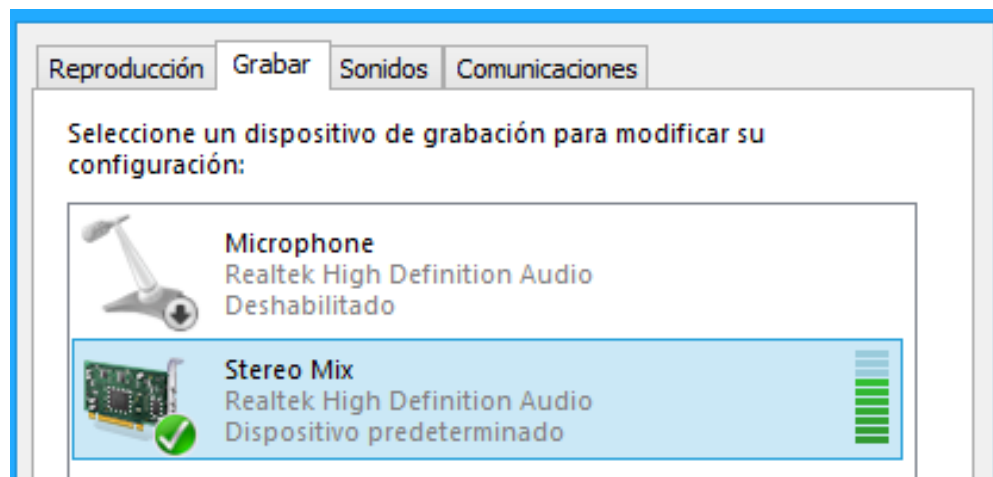 Reproducción Grabar Sonidos Comunicaciones
Seleccione un dispositivo de grabación para modificar su
configuración:
Microphone
Realtek High Definition Audio
Deshabilitado
Stereo Mix
Realtek High Definition Audio
Dispositivo predeterminado